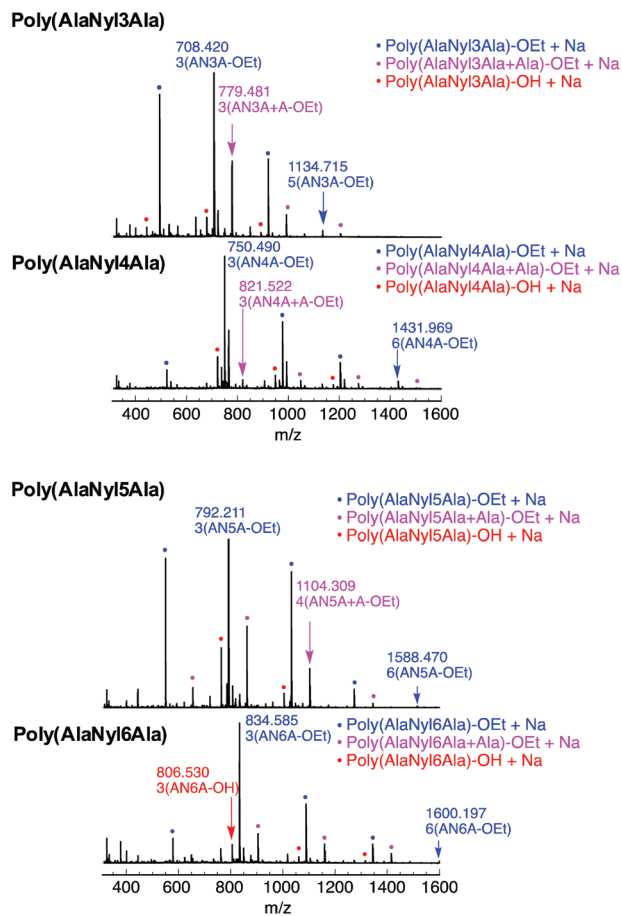 Poly(AlaNyl3Ala)
708.420
3(AN3A-OEt)
• Poly(AlaNyl3Ala)-OEt + Na
• Poly(AlaNyl3Ala+Ala)-OEt + Na
• Poly(AlaNyl3Ala)-OH + Na
779.481
3(AN3A+A-OEt)
1134.715
5(AN3A-OEt)
Poly(AlaNyl4Ala)
750.490
3(AN4A-OEt)
• Poly(AlaNyl4Ala)-OEt + Na
• Poly(AlaNyl4Ala+Ala)-OEt + Na
• Poly(AlaNyl4Ala)-OH + Na
821.522
3(AN4A+A-OEt)
1431.969
6(AN4A-OEt)
400 600 800 1000 1200 1400 1600
m/z
Poly(AlaNyl5Ala)
792.211
3(AN5A-OEt)
• Poly(AlaNyl5Ala)-OEt + Na
• Poly(AlaNyl5Ala+Ala)-OEt + Na
• Poly(AlaNyl5Ala)-OH + Na
1104.309
4(AN5A+A-OEt)
1588.470
6(AN5A-OEt)
Poly(AlaNyl6Ala)
834.585
3(AN6A-OEt)
• Poly(AlaNyl6Ala)-OEt + Na
• Poly(AlaNyl6Ala+Ala)-OEt + Na
• Poly(AlaNyl6Ala)-OH + Na
806.530
3(AN6A-OH)
1600.197
6(AN6A-OEt)
400 600 800 1000 1200 1400 1600
m/z